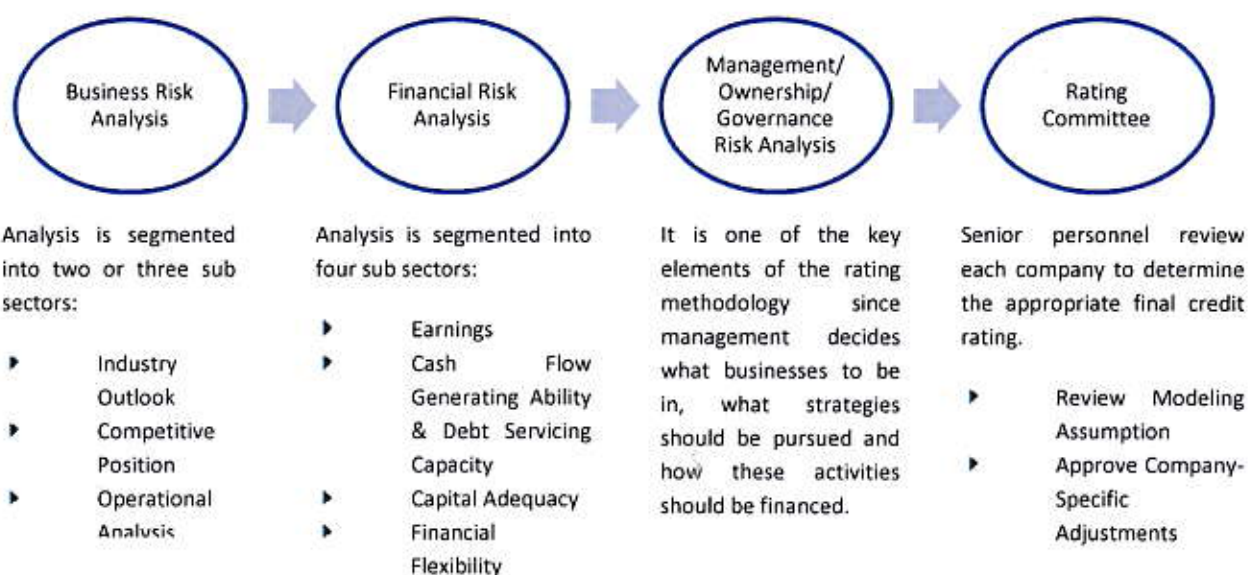 Business Risk
Analysis
Financial Risk
Analysis
Management/
Ownership/
Governance
Risk Analysis
Rating
Committee
Analysis is segmented
into two or three sub
sectors:
Industry
Outlook
Competitive
Position
Operational
Analysis
Analysis is segmented into
four sub sectors:
Earnings
Cash Flow
Generating Ability
& Debt Servicing
Capacity
Capital Adequacy
Financial
Flexibility
It is one of the key
elements of the rating
methodology since
management decides
what businesses to be
in, what strategies
should be pursued and
how these activities
should be financed.
Senior personnel review
each company to determine
the appropriate final credit
rating.
Review Modeling
Assumption
Approve Company-
Specific
Adjustments